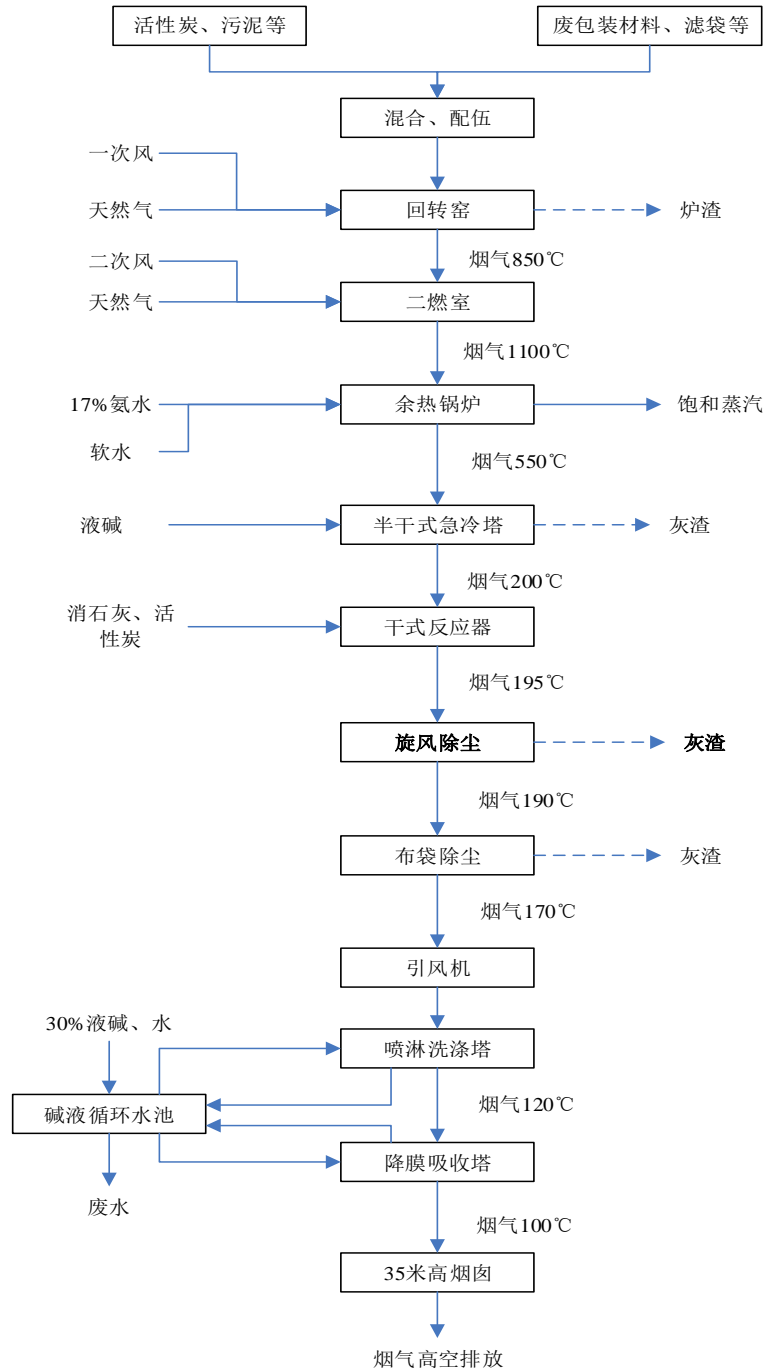 活性炭、污泥等
废包装材料、滤袋等
混合、配伍
一次风
天然气
回转窑
炉渣
烟气850℃
二次风
天然气
二燃室
烟气1100℃
17%氨水
软水
余热锅炉
饱和蒸汽
烟气550℃
液碱
半干式急冷塔
灰渣
烟气200℃
消石灰、活
性炭
干式反应器
烟气195℃
旋风除尘
灰渣
烟气190℃
布袋除尘
灰渣
烟气170℃
引风机
30%液碱、水
喷淋洗涤塔
碱液循环水池
烟气120℃
降膜吸收塔
废水
烟气100℃
35米高烟囱
烟气高空排放